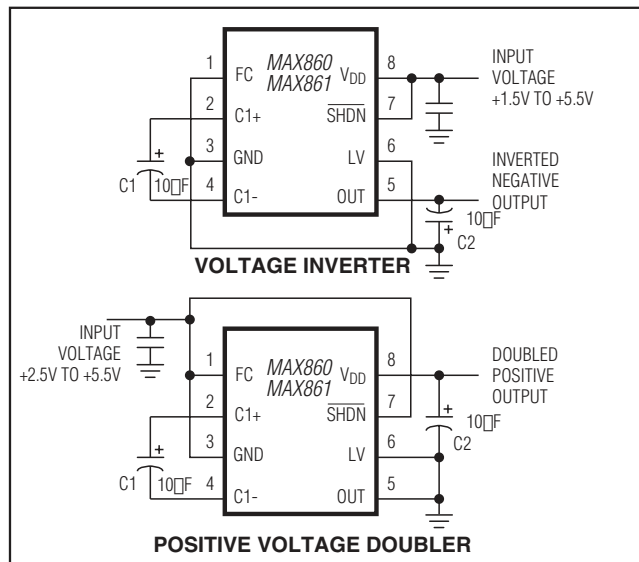 MAX860
MAX861
1 FC
2 C1+
3 GND
4 C1-
VDD 8
SHDN 7
LV 6
OUT 5
+
C1 10▯F
INPUT
VOLTAGE
+1.5V TO +5.5V
INVERTED
NEGATIVE
OUTPUT
10▯F
+
C2
VOLTAGE INVERTER
INPUT
VOLTAGE
+2.5V TO +5.5V
MAX860
MAX861
1 FC
2 C1+
3 GND
4 C1-
VDD 8
SHDN 7
LV 6
OUT 5
+
C1 10▯F
DOUBLED
POSITIVE
OUTPUT
+
10▯F
C2
POSITIVE VOLTAGE DOUBLER